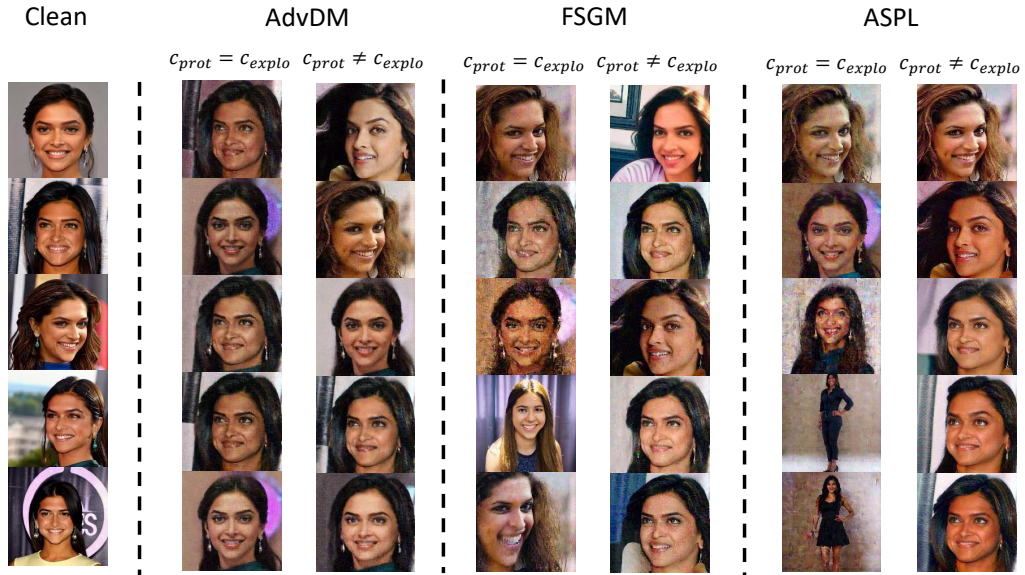 Clean AdvDM FSGM ASPL
c_prot = c_explo c_prot ≠ c_explo c_prot = c_explo c_prot ≠ c_explo c_prot = c_explo c_prot ≠ c_explo